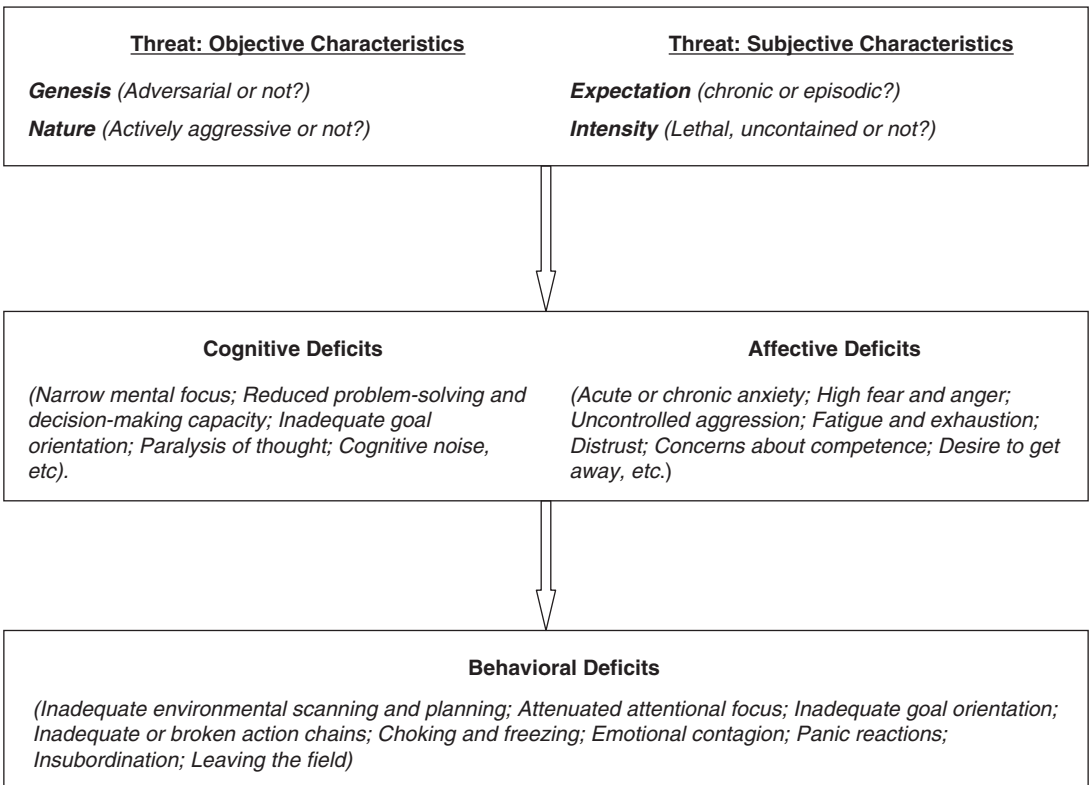 Threat: Objective Characteristics
Genesis (Adversarial or not?)
Nature (Actively aggressive or not?)
Threat: Subjective Characteristics
Expectation (chronic or episodic?)
Intensity (Lethal, uncontained or not?)
Cognitive Deficits
(Narrow mental focus; Reduced problem-solving and
decision-making capacity; Inadequate goal
orientation; Paralysis of thought; Cognitive noise,
etc).
Affective Deficits
(Acute or chronic anxiety; High fear and anger;
Uncontrolled aggression; Fatigue and exhaustion;
Distrust; Concerns about competence; Desire to get
away, etc.)
Behavioral Deficits
(Inadequate environmental scanning and planning; Attenuated attentional focus; Inadequate goal orientation;
Inadequate or broken action chains; Choking and freezing; Emotional contagion; Panic reactions;
Insubordination; Leaving the field)